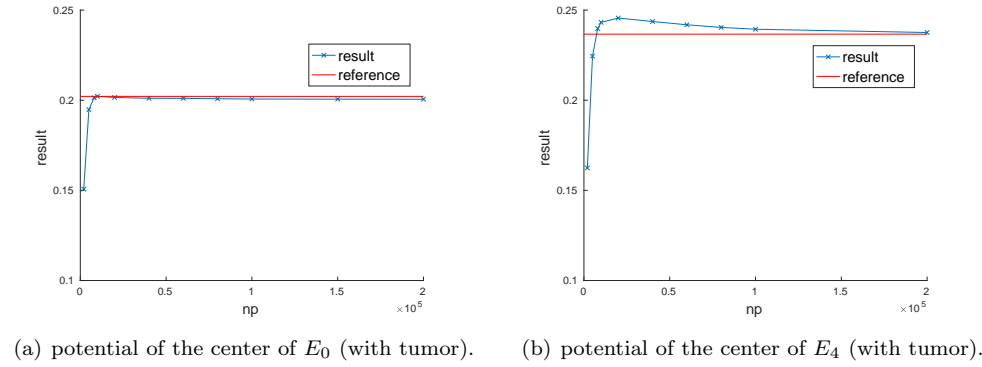 0.25
0.2
0.15
0.1
result
0
0.5
1
1.5
2
×10^5
np
result
reference
0.25
0.2
0.15
0.1
result
0
0.5
1
1.5
2
×10^5
np
result
reference
(a) potential of the center of E_0 (with tumor).
(b) potential of the center of E_4 (with tumor).